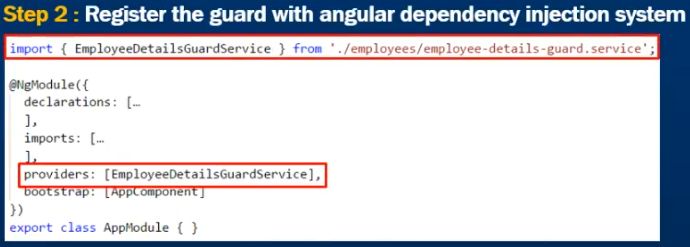 Step 2 : Register the guard with angular dependency injection system
import { EmployeeDetailsGuardService } from './employees/employee-details-guard.service';
@NgModule({
declarations: […
],
imports: […
],
providers: [EmployeeDetailsGuardService],
bootstrap: [AppComponent]
})
export class AppModule { }